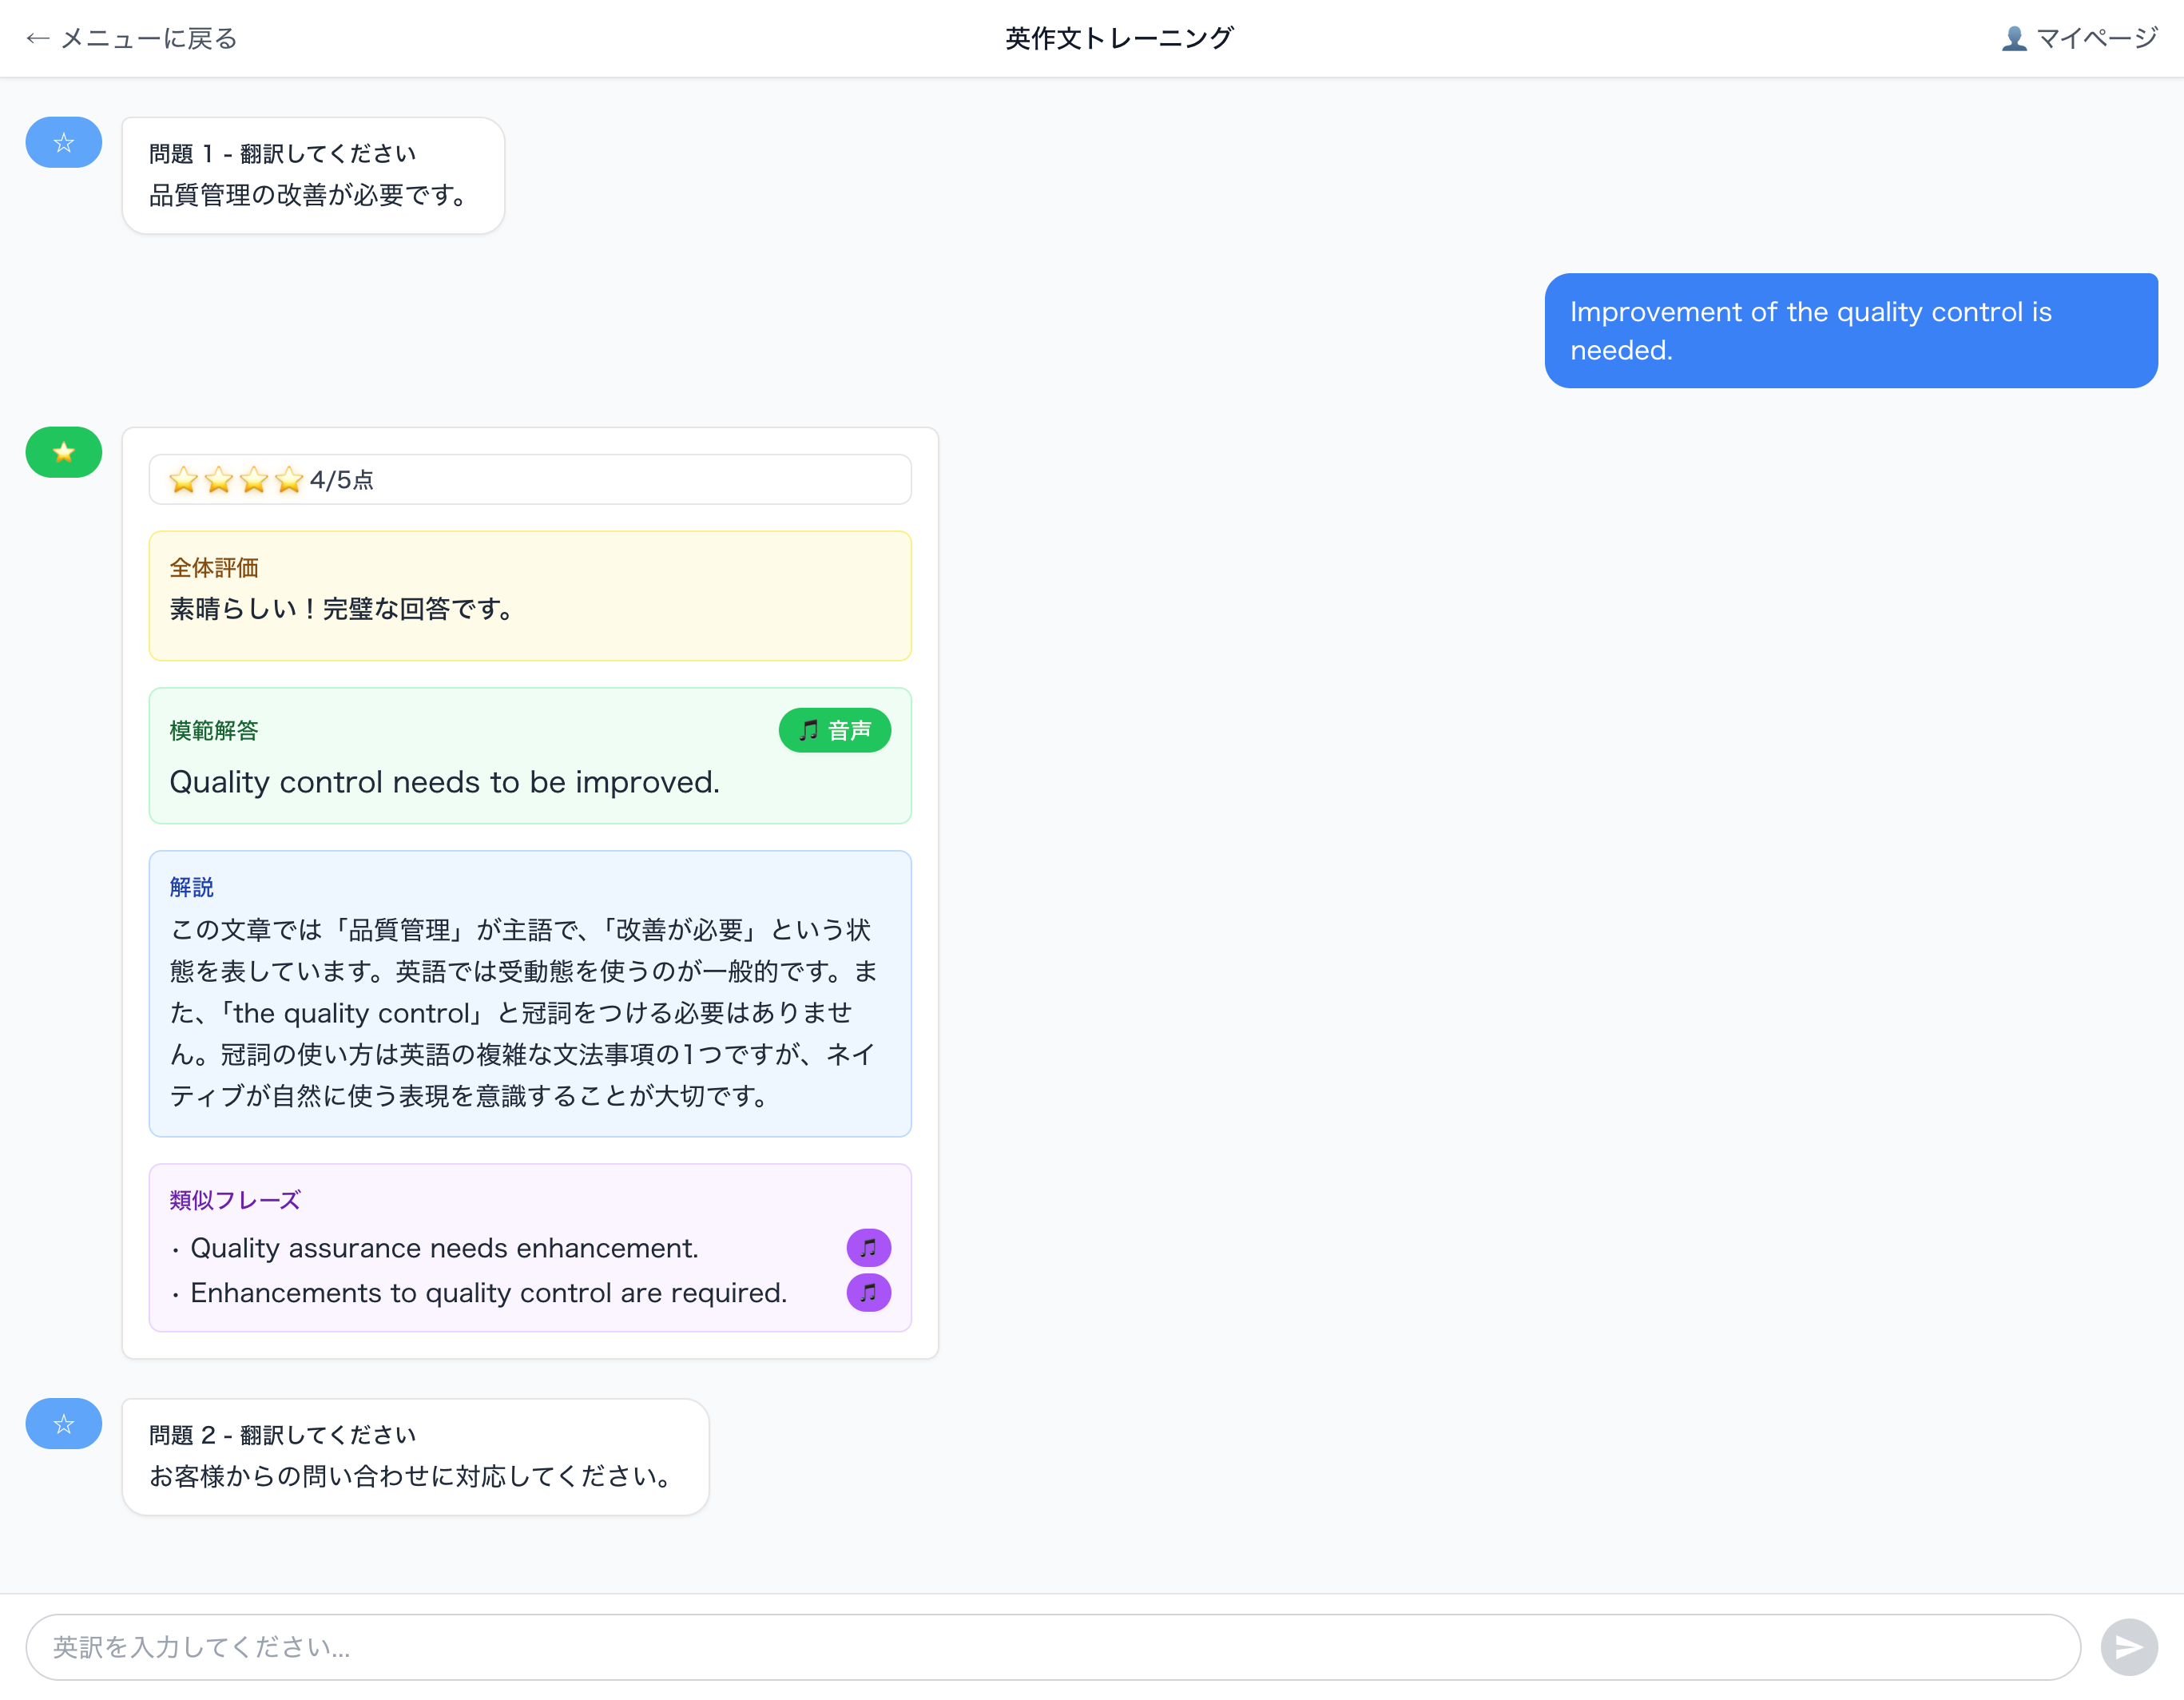 ← メニューに戻る
英作文トレーニング
👤 マイページ
☆
問題 1 - 翻訳してください
品質管理の改善が必要です。
Improvement of the quality control is
needed.
⭐
⭐⭐⭐⭐ 4/5点
全体評価
素晴らしい！完璧な回答です。
模範解答
🎵 音声
Quality control needs to be improved.
解説
この文章では「品質管理」が主語で、「改善が必要」という状
態を表しています。英語では受動態を使うのが一般的です。ま
た、「the quality control」と冠詞をつける必要はありませ
ん。冠詞の使い方は英語の複雑な文法事項の1つですが、ネイ
ティブが自然に使う表現を意識することが大切です。
類似フレーズ
• Quality assurance needs enhancement.
🎵
• Enhancements to quality control are required.
🎵
☆
問題 2 - 翻訳してください
お客様からの問い合わせに対応してください。
英訳を入力してください...